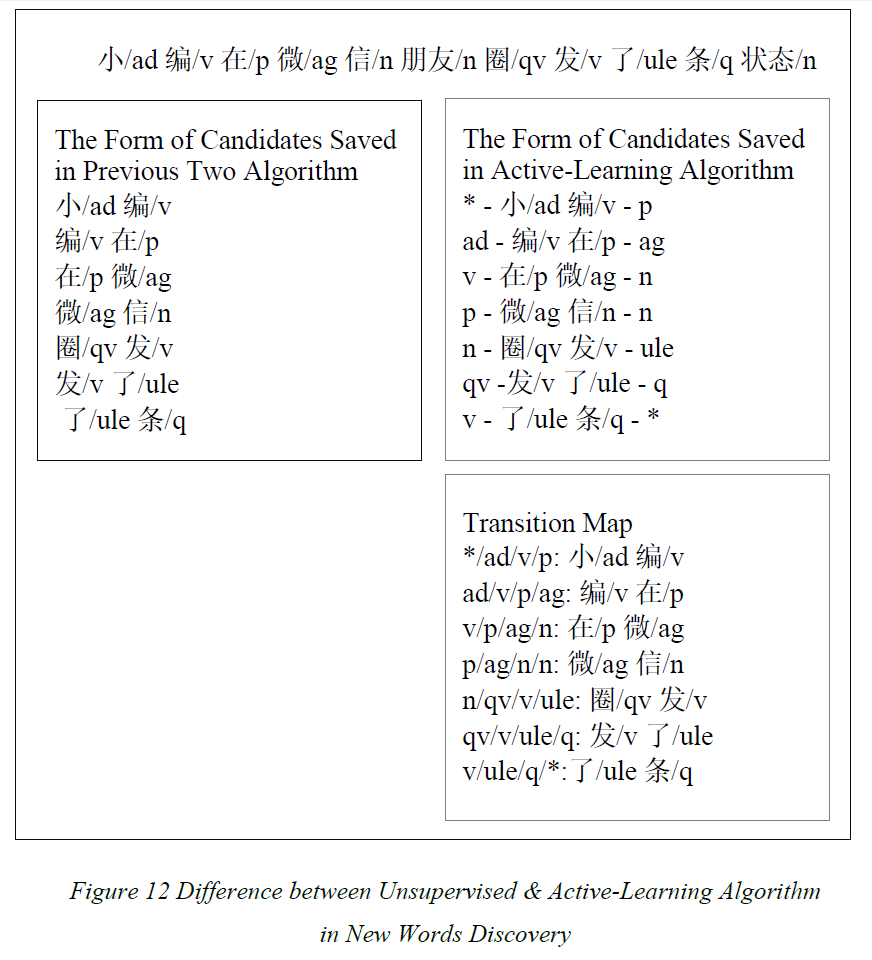 小/ad 编/v 在/p 微/ag 信/n 朋友/n 圈/qv 发/v 了/ule 条/q 状态/n
The Form of Candidates Saved
in Previous Two Algorithm
小/ad 编/v
编/v 在/p
在/p 微/ag
微/ag 信/n
圈/qv 发/v
发/v 了/ule
了/ule 条/q
The Form of Candidates Saved
in Active-Learning Algorithm
* - 小/ad 编/v - p
ad - 编/v 在/p - ag
v - 在/p 微/ag - n
p - 微/ag 信/n - n
n - 圈/qv 发/v - ule
qv -发/v 了/ule - q
v - 了/ule 条/q - *
Transition Map
*/ad/v/p: 小/ad 编/v
ad/v/p/ag: 编/v 在/p
v/p/ag/n: 在/p 微/ag
p/ag/n/n: 微/ag 信/n
n/qv/v/ule: 圈/qv 发/v
qv/v/ule/q: 发/v 了/ule
v/ule/q/*:了/ule 条/q
Figure 12 Difference between Unsupervised & Active-Learning Algorithm
in New Words Discovery